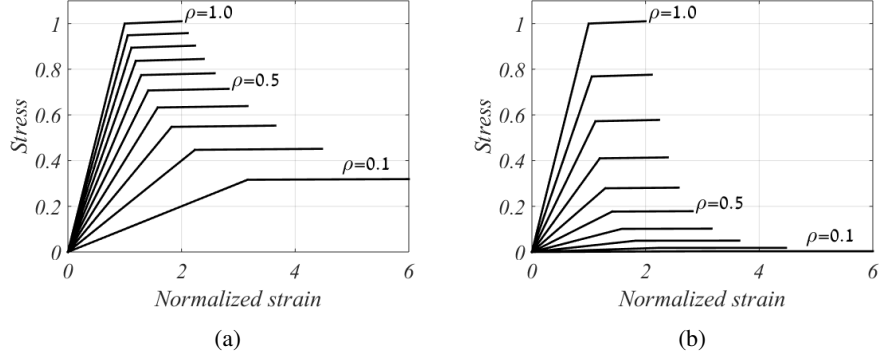 1
0.8
0.6
0.4
0.2
0
Stress
ρ=1.0
ρ=0.5
ρ=0.1
0 2 4 6
Normalized strain
(a)
1
0.8
0.6
0.4
0.2
0
Stress
ρ=1.0
ρ=0.5
ρ=0.1
0 2 4 6
Normalized strain
(b)